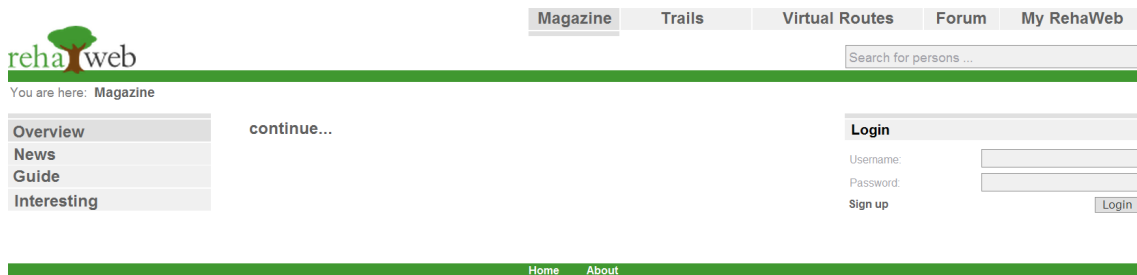 Magazine Trails Virtual Routes Forum My RehaWeb
reha web
Search for persons ...
You are here: Magazine
Overview
News
Guide
Interesting
continue...
Login
Username:
Password:
Sign up Login
Home About